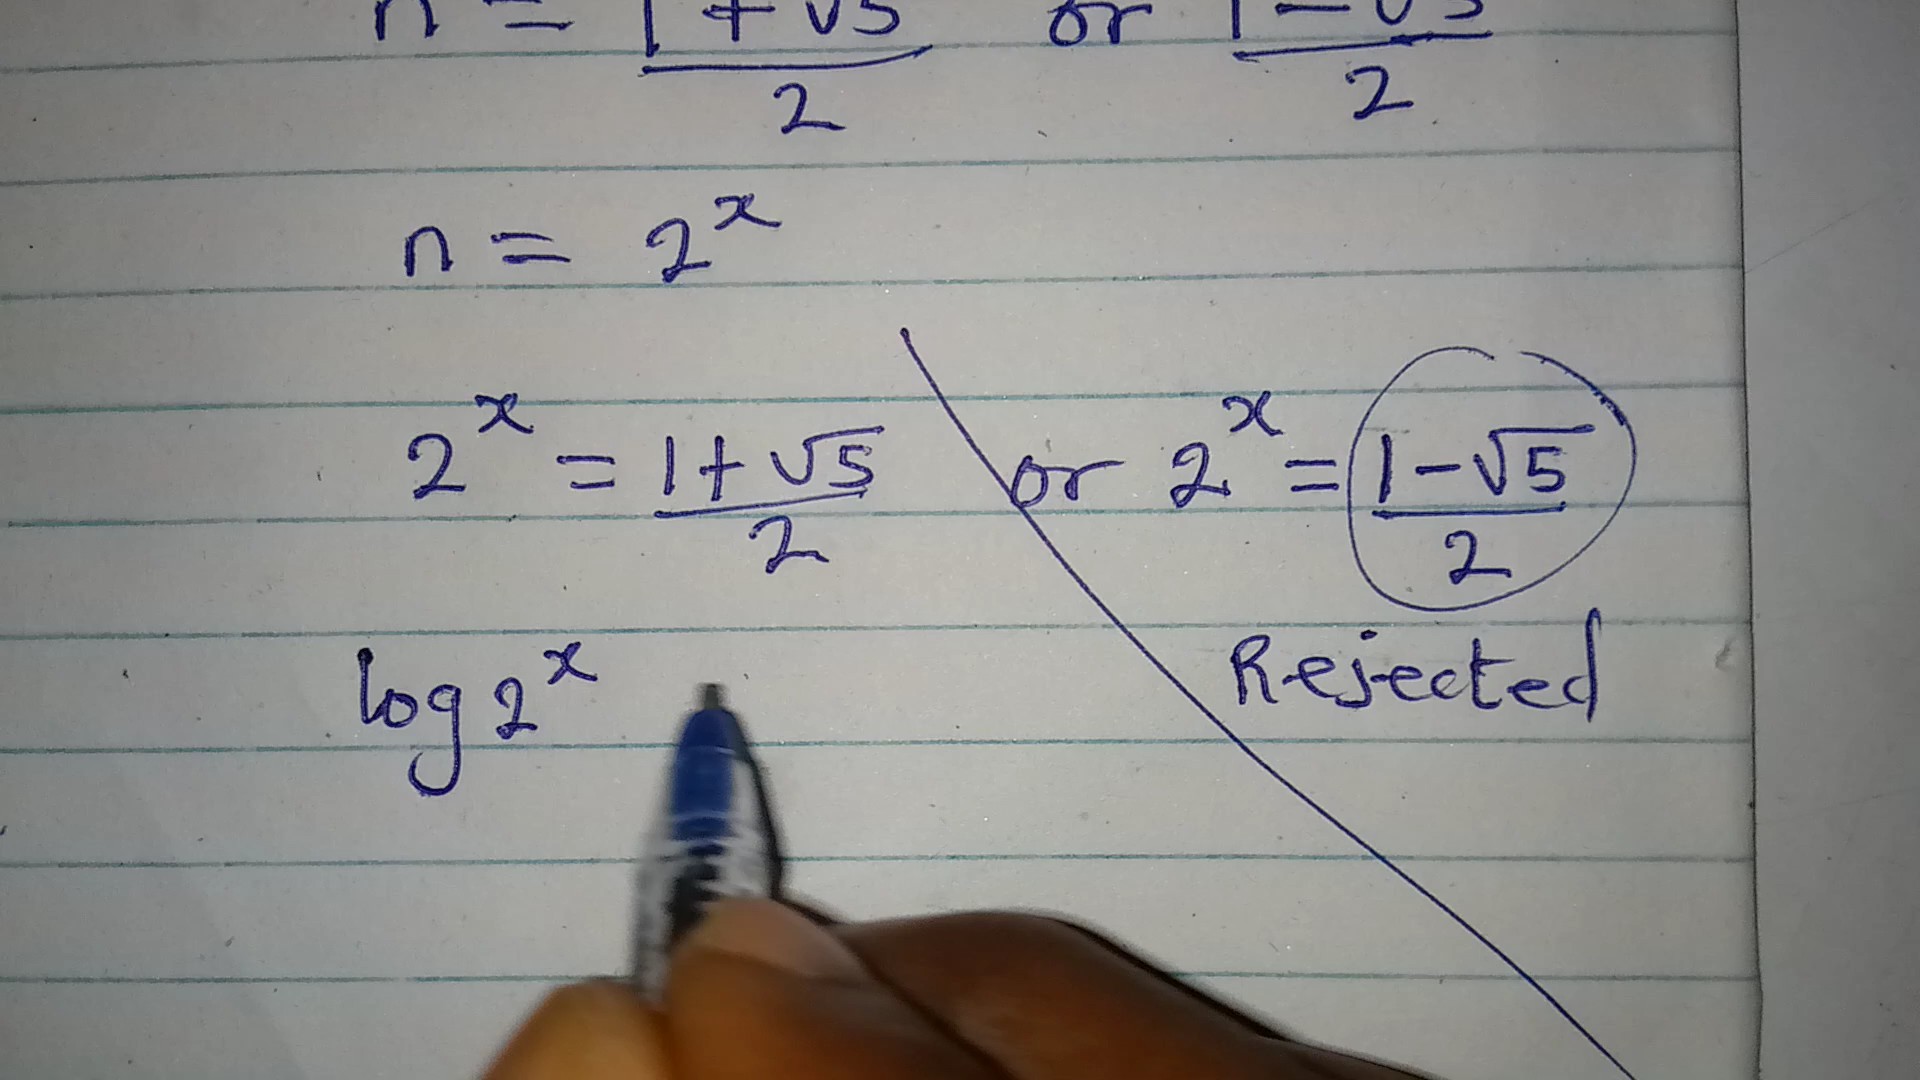 n = 1 + √5 / 2 or 1 - √5 / 2
n = 2^x
2^x = 1 + √5 / 2 or 2^x = 1 - √5 / 2
log 2^x Rejected